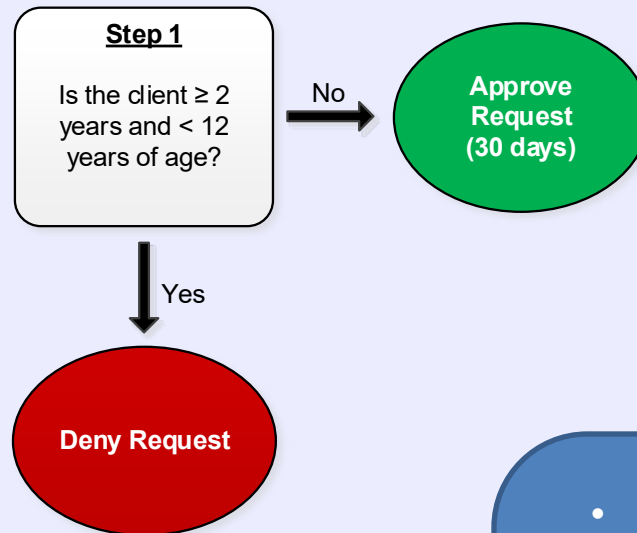 Step 1
Is the client ≥ 2
years and < 12
years of age?
No
Approve
Request
(30 days)
Yes
Deny Request
•